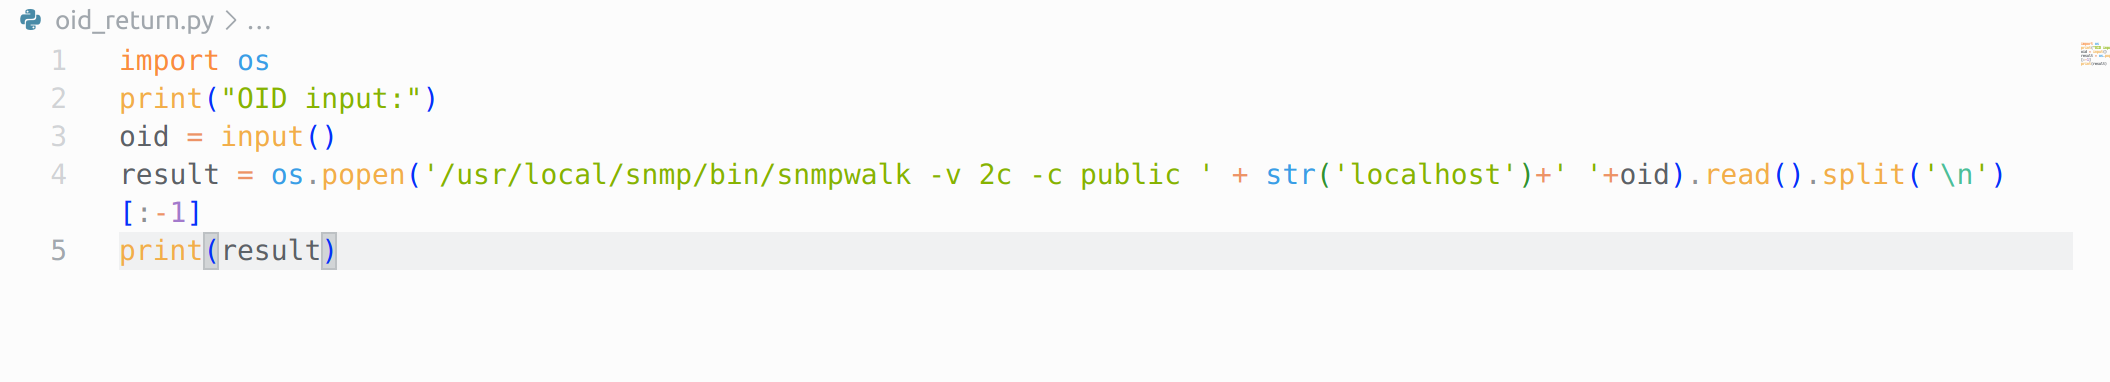 oid_return.py > ...
1 import os
2 print("OID input:")
3 oid = input()
4 result = os.popen('/usr/local/snmp/bin/snmpwalk -v 2c -c public ' + str('localhost')+' '+oid).read().split('\n')
[:-1]
5 print(result)